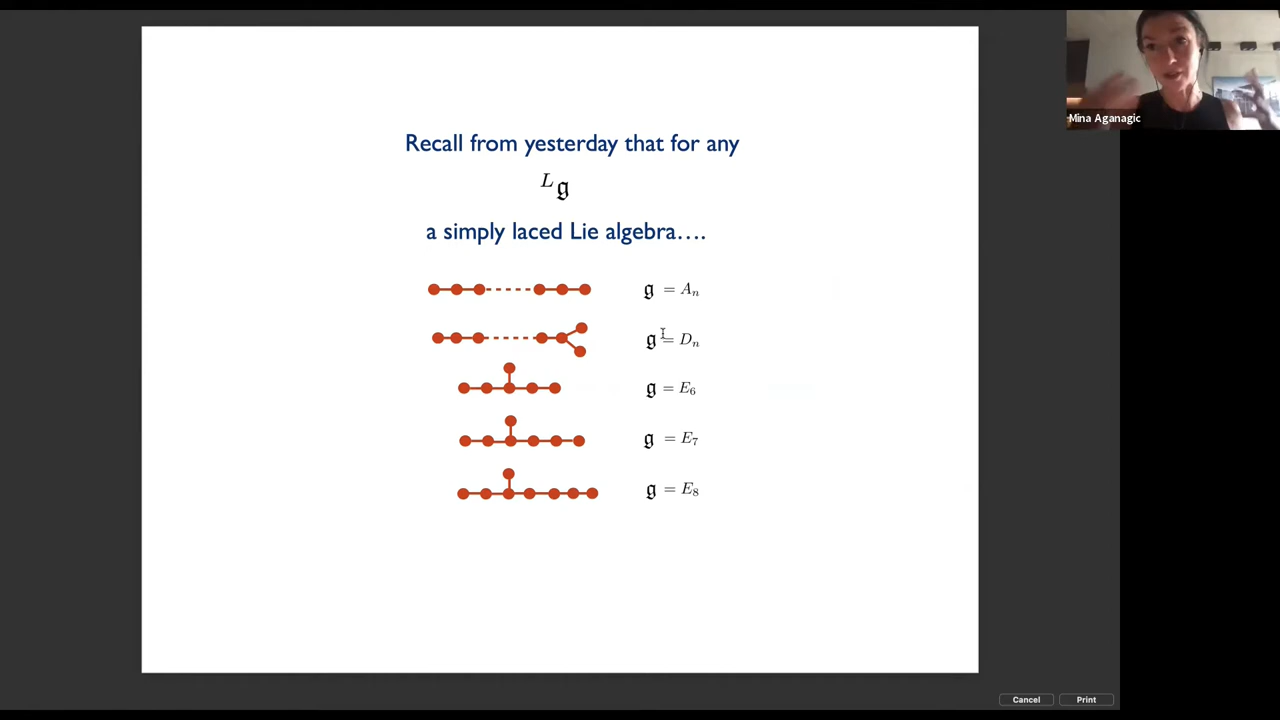 Mina Aganagic
Recall from yesterday that for any
ᴸ𝔤
a simply laced Lie algebra….
𝔤 = Aₙ
𝔤 = Dₙ
𝔤 = E₆
𝔤 = E₇
𝔤 = E₈
Cancel Print